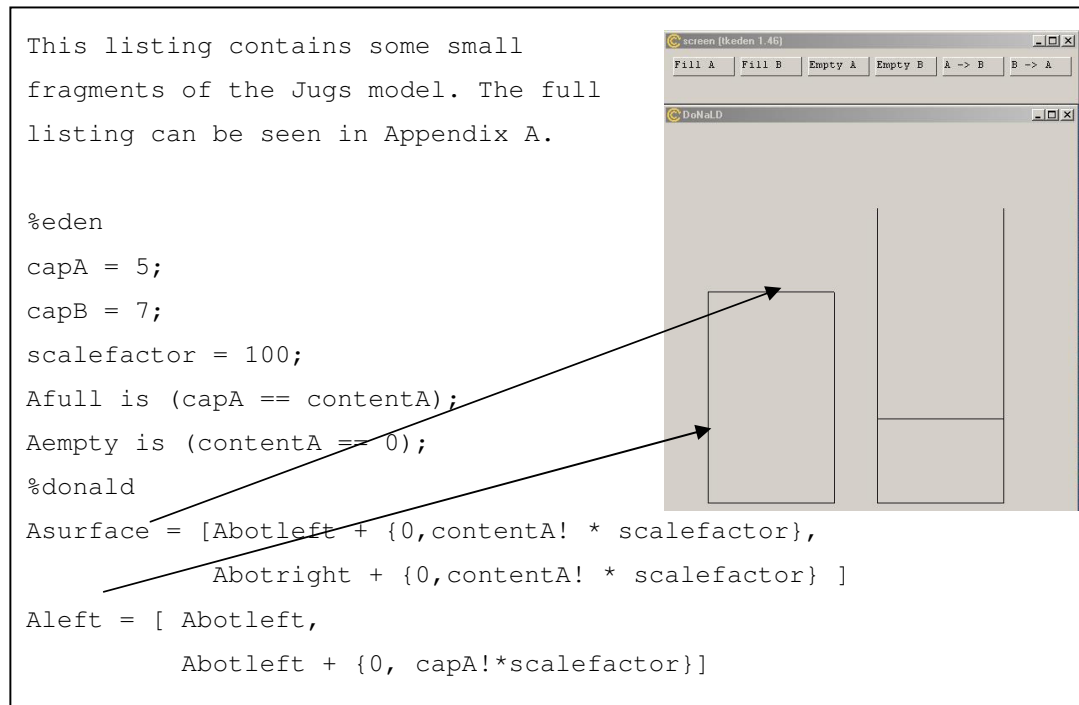 This listing contains some small
fragments of the Jugs model. The full
listing can be seen in Appendix A.
%eden
capA = 5;
capB = 7;
scalefactor = 100;
Afull is (capA == contentA);
Aempty is (contentA == 0);
%donald
Asurface = [Abotleft + {0,contentA! * scalefactor},
Abotright + {0,contentA! * scalefactor} ]
Aleft = [ Abotleft,
Abotleft + {0, capA!*scalefactor}]
screen (tkeden 1.46)
Fill A Fill B Empty A Empty B A -> B B -> A
DoNaLD